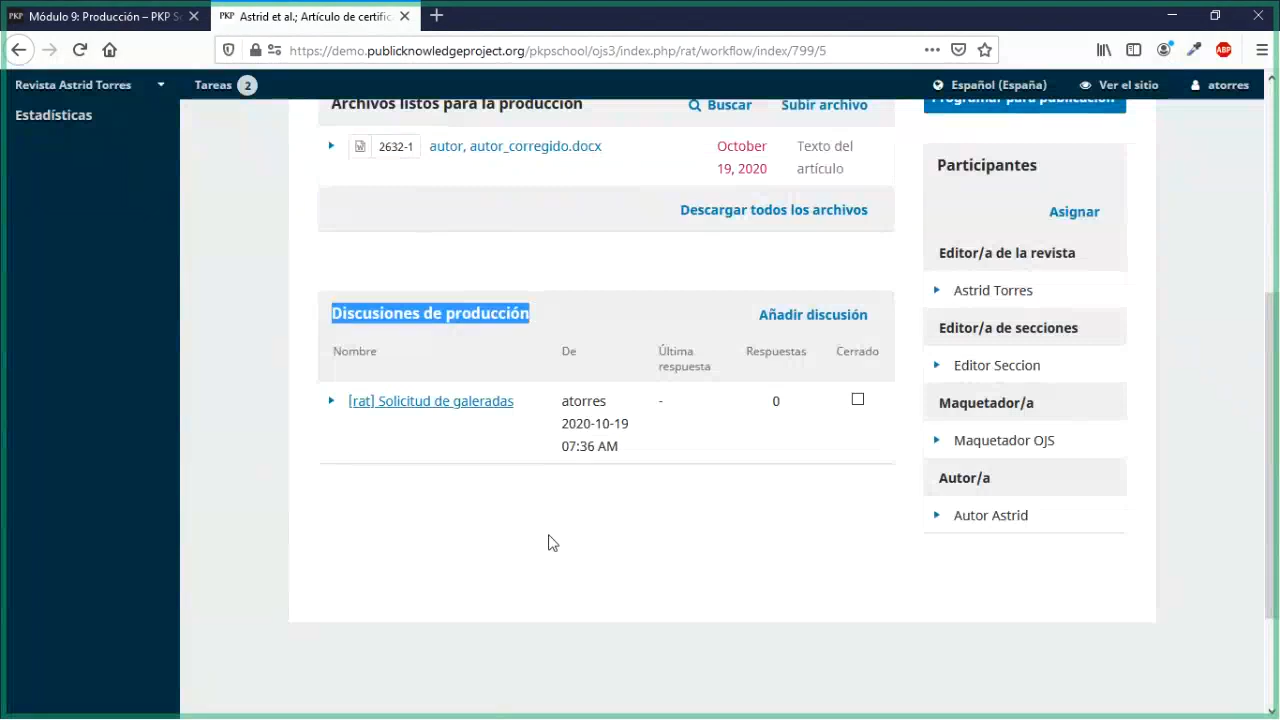 Módulo 9: Producción – PKP S
Astrid et al.; Artículo de certific
https://demo.publicknowledgeproject.org/pkpschool/ojs3/index.php/rat/workflow/index/799/5
Revista Astrid Torres
Tareas 2
Español (España)
Ver el sitio
atorres
Estadísticas
Archivos listos para la producción
Buscar
Subir archivo
Programar para publicación
2632-1
autor, autor_corregido.docx
October
19, 2020
Texto del
artículo
Descargar todos los archivos
Discusiones de producción
Añadir discusión
Nombre
De
Última
respuesta
Respuestas
Cerrado
[rat] Solicitud de galeradas
atorres
2020-10-19
07:36 AM
-
0
Participantes
Asignar
Editor/a de la revista
Astrid Torres
Editor/a de secciones
Editor Seccion
Maquetador/a
Maquetador OJS
Autor/a
Autor Astrid